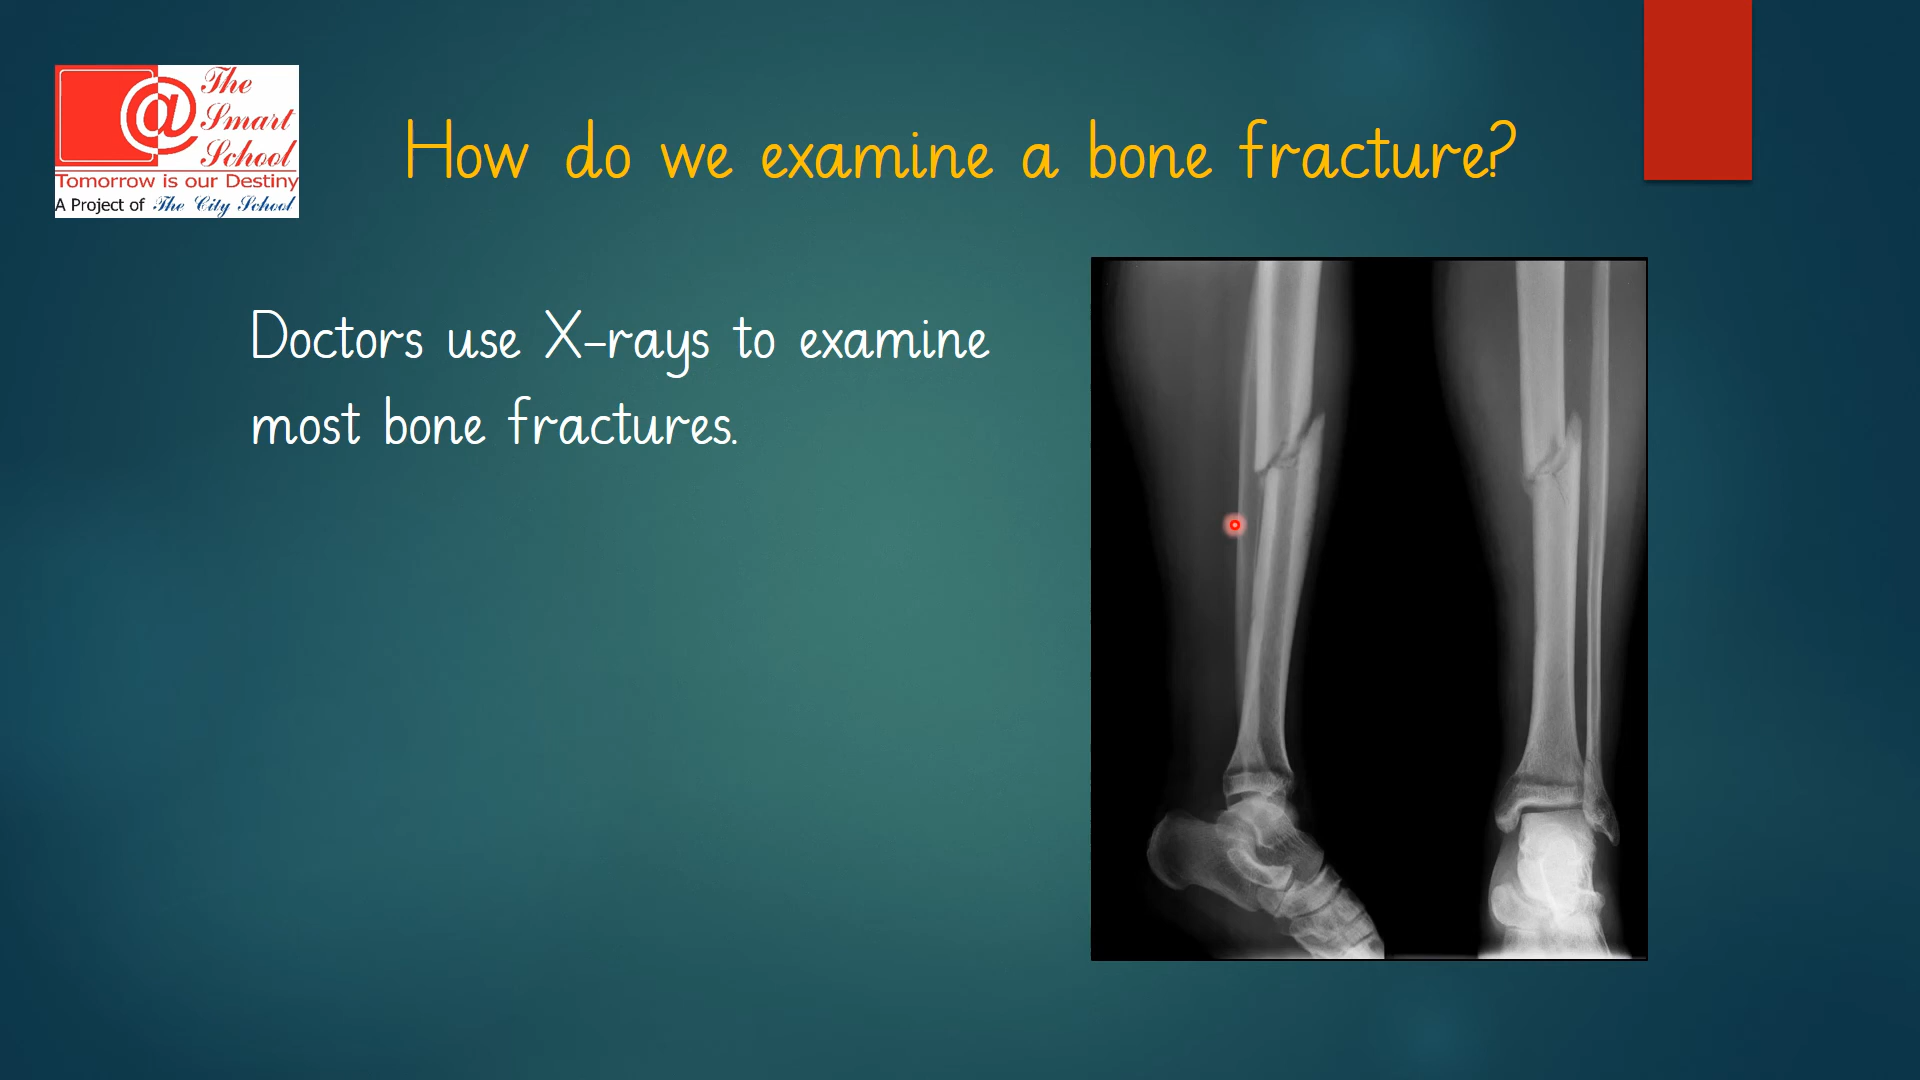 @ The
Smart
School
Tomorrow is our Destiny
A Project of The City School
How do we examine a bone fracture?
Doctors use X-rays to examine
most bone fractures.